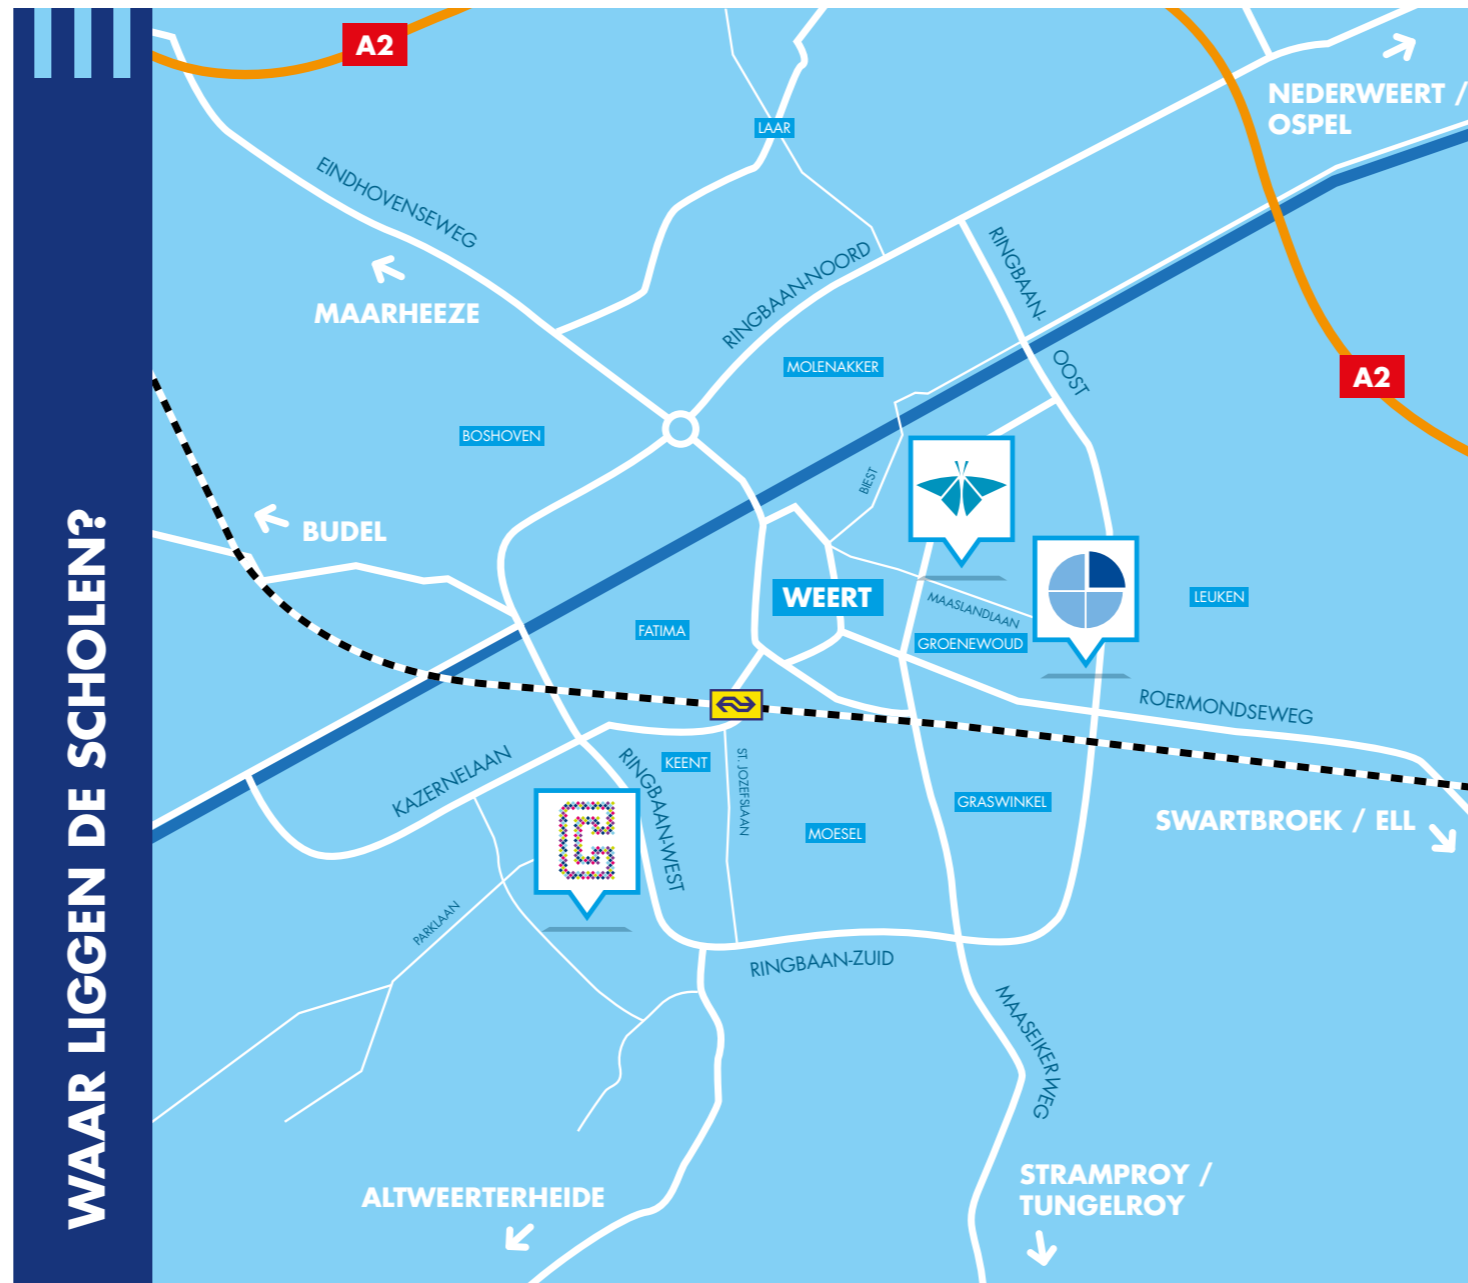 WAAR LIGGEN DE SCHOLEN?
A2
NEDERWEERT /
OSPEL
LAAR
EINDHOVENSEWEG
MAARHEEZE
RINGBAAN-NOORD
RINGBAAN-
OOST
MOLENAKKER
A2
BOSHOVEN
BIEST
BUDEL
WEERT
MAASLANDLAAN
LEUKEN
FATIMA
GROENEWOUD
ROERMONDSEWEG
KAZERNELAAN
RINGBAAN-WEST
KEENT
ST. JOZEFSLAAN
GRASWINKEL
MOESEL
SWARTBROEK / ELL
C
PARKLAAN
RINGBAAN-ZUID
MAASEIKERWEG
ALTWEERTERHEIDE
STRAMPROY /
TUNGELROY